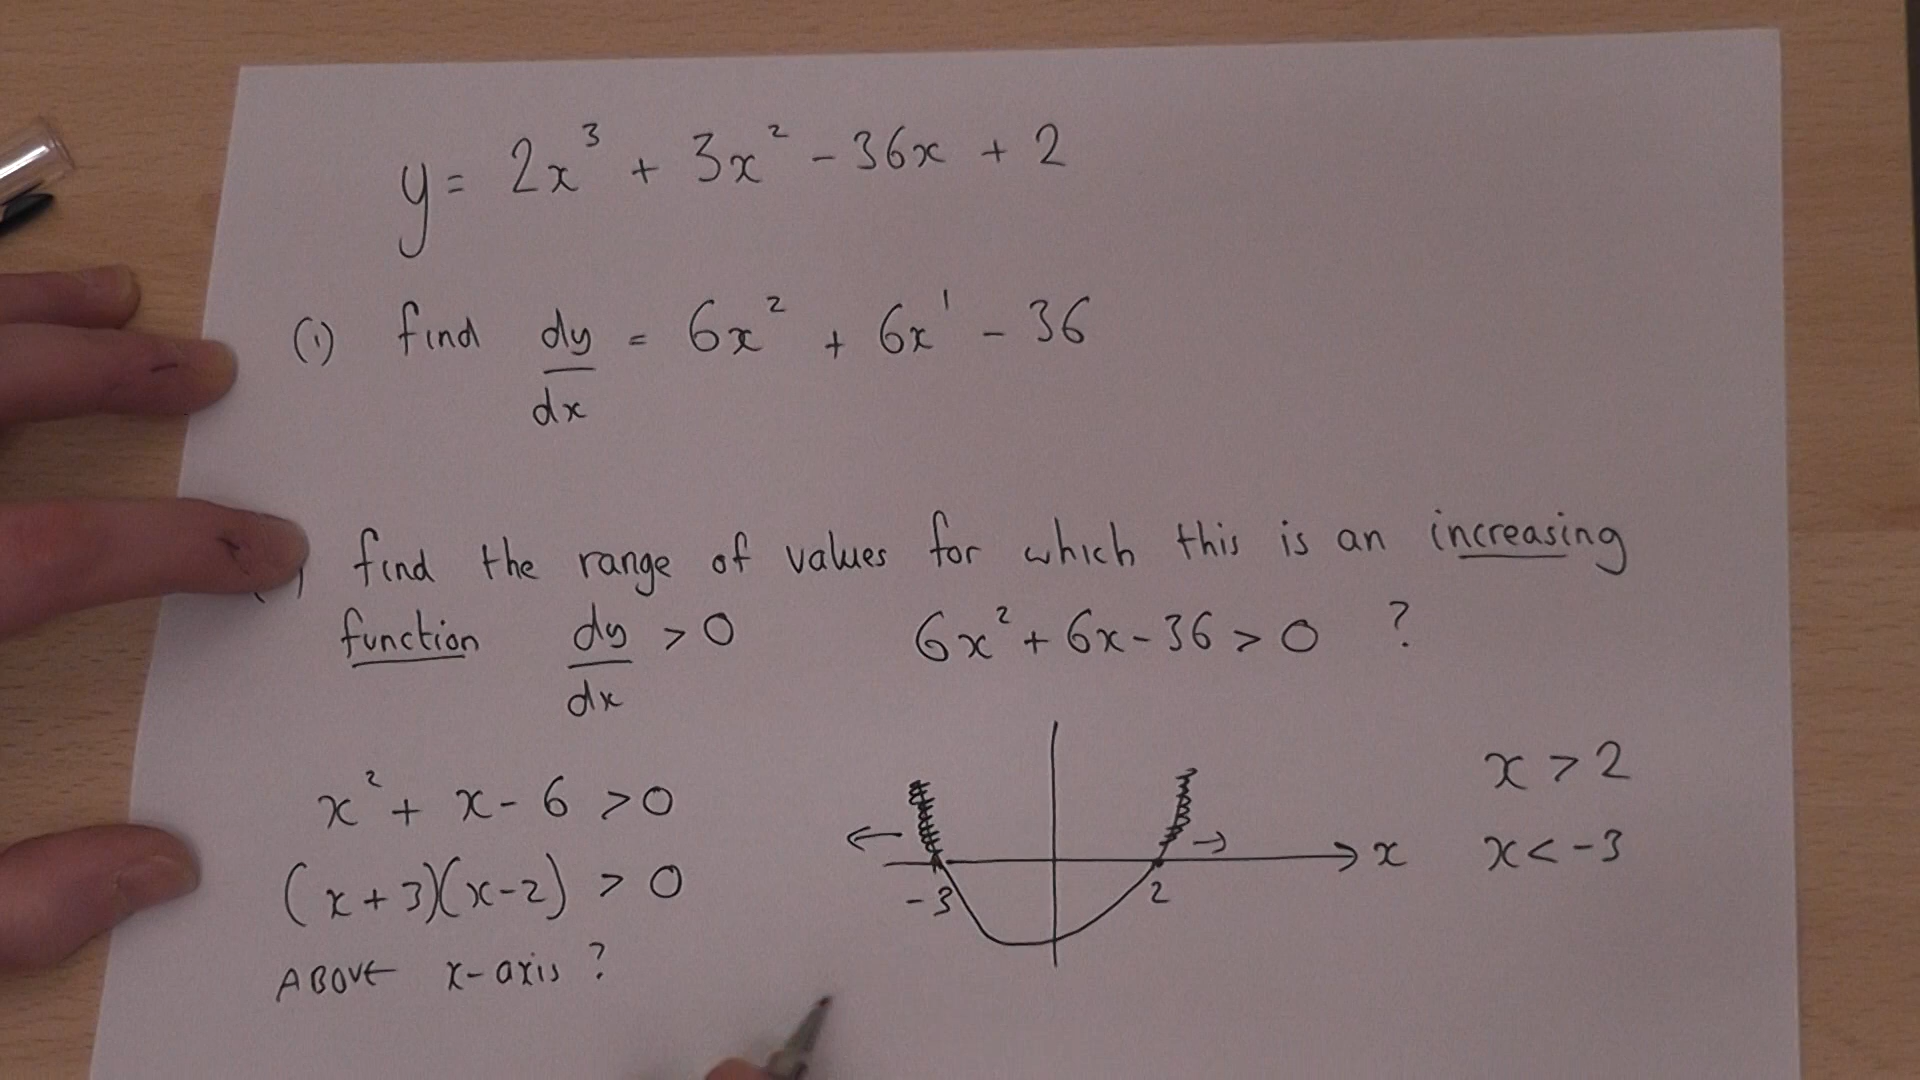 y = 2x³ + 3x² - 36x + 2
(i) find dy/dx = 6x² + 6x¹ - 36
) find the range of values for which this is an increasing
function dy/dx > 0 6x² + 6x - 36 > 0 ?
x² + x - 6 > 0
(x+3)(x-2) > 0
ABOVE x-axis ?
-3 2 x
x > 2
x < -3